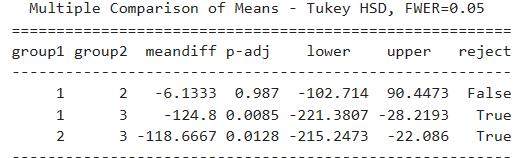 Multiple Comparison of Means - Tukey HSD, FWER=0.05
=====================================================
group1 group2 meandiff p-adj lower upper reject
-----------------------------------------------------
1 2 -6.1333 0.987 -102.714 90.4473 False
1 3 -124.8 0.0085 -221.3807 -28.2193 True
2 3 -118.6667 0.0128 -215.2473 -22.086 True
-----------------------------------------------------